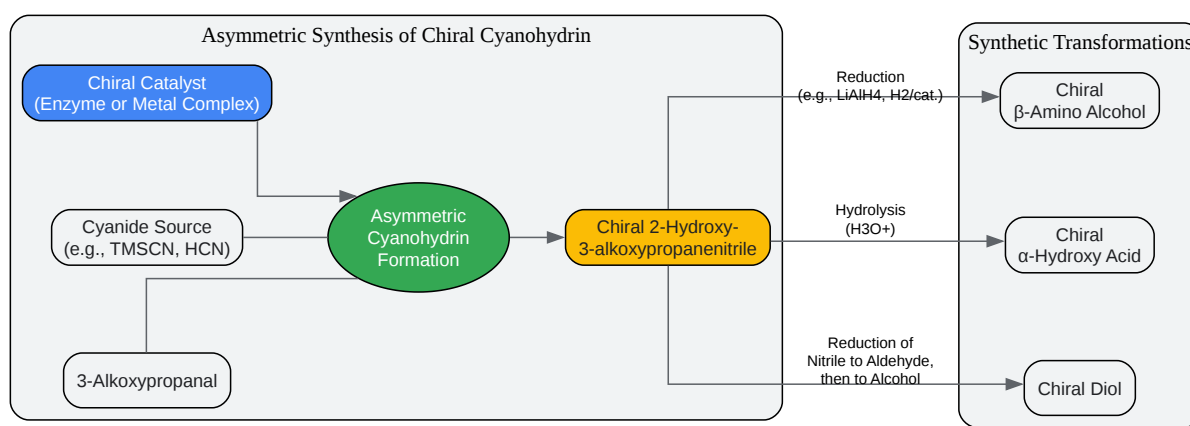 Asymmetric Synthesis of Chiral Cyanohydrin
Chiral Catalyst
(Enzyme or Metal Complex)
Cyanide Source
(e.g., TMSCN, HCN)
3-Alkoxypropanal
Asymmetric
Cyanohydrin
Formation
Chiral 2-Hydroxy-
3-alkoxypropanenitrile
Reduction
(e.g., LiAlH4, H2/cat.)
Hydrolysis
(H3O+)
Reduction of
Nitrile to Aldehyde,
then to Alcohol
Synthetic Transformations
Chiral
β-Amino Alcohol
Chiral
α-Hydroxy Acid
Chiral Diol